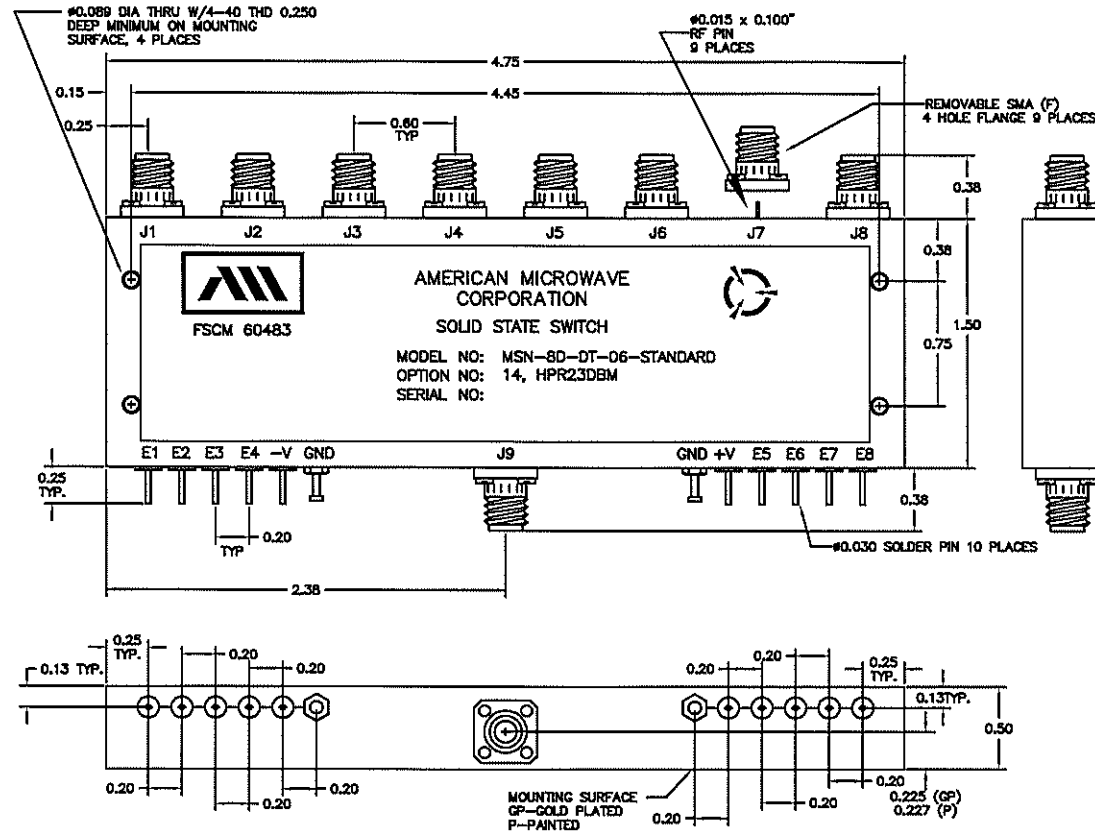 ø0.089 DIA THRU W/4-40 THD 0.250
DEEP MINIMUM ON MOUNTING
SURFACE, 4 PLACES
ø0.015 x 0.100"
RF PIN
9 PLACES
4.75
0.15
4.45
REMOVABLE SMA (F)
4 HOLE FLANGE 9 PLACES
0.25
0.60
TYP
0.38
J1 J2 J3 J4 J5 J6 J7 J8
0.38
AMERICAN MICROWAVE
CORPORATION
FSCM 60483
SOLID STATE SWITCH
1.50
0.75
MODEL NO: MSN-8D-DT-06-STANDARD
OPTION NO: 14, HPR23DBM
SERIAL NO:
E1 E2 E3 E4 -V GND J9 GND +V E5 E6 E7 E8
0.25
TYP.
0.38
0.20
TYP
ø0.030 SOLDER PIN 10 PLACES
2.38
0.25
TYP.
0.13 TYP.
0.20
0.20
0.20
0.20
0.25
TYP.
0.13TYP.
0.50
0.20
0.20
0.20
0.20
0.20
0.20
MOUNTING SURFACE
GP-GOLD PLATED
P-PAINTED
0.225 (GP)
0.227 (P)